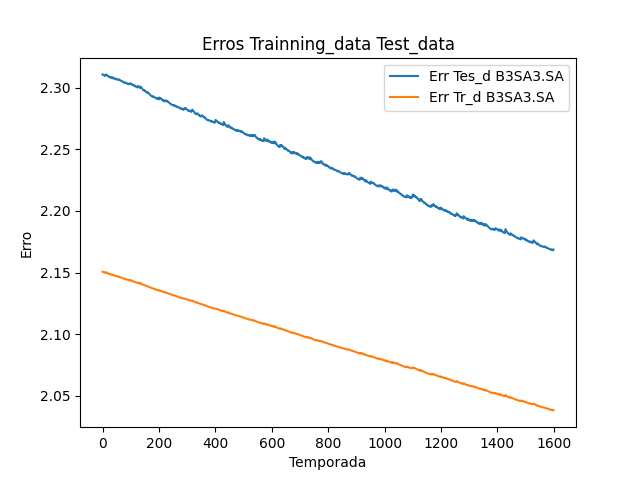 Erros Trainning_data Test_data
Err Tes_d B3SA3.SA
Err Tr_d B3SA3.SA
Erro
2.30
2.25
2.20
2.15
2.10
2.05
0 200 400 600 800 1000 1200 1400 1600
Temporada